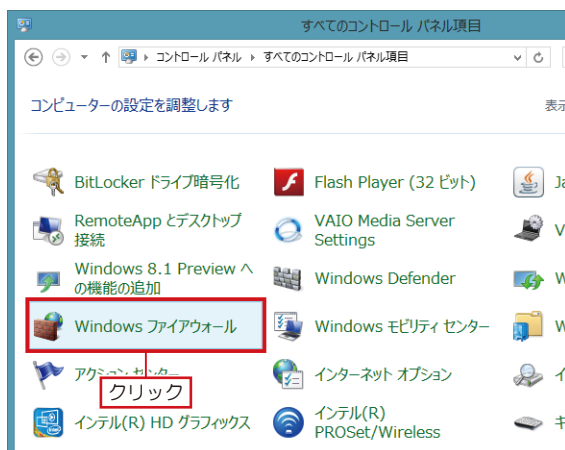 すべてのコントロール パネル項目
コントロール パネル ▸ すべてのコントロール パネル項目
コンピューターの設定を調整します
表示
BitLocker ドライブ暗号化
Flash Player (32 ビット)
Ja
RemoteApp とデスクトップ
接続
VAIO Media Server
Settings
V
Windows 8.1 Preview へ
の機能の追加
Windows Defender
W
Windows ファイアウォール
Windows モビリティ センター
W
アクション センター
クリック
インターネット オプション
イ
インテル(R) HD グラフィックス
インテル(R)
PROSet/Wireless
キ